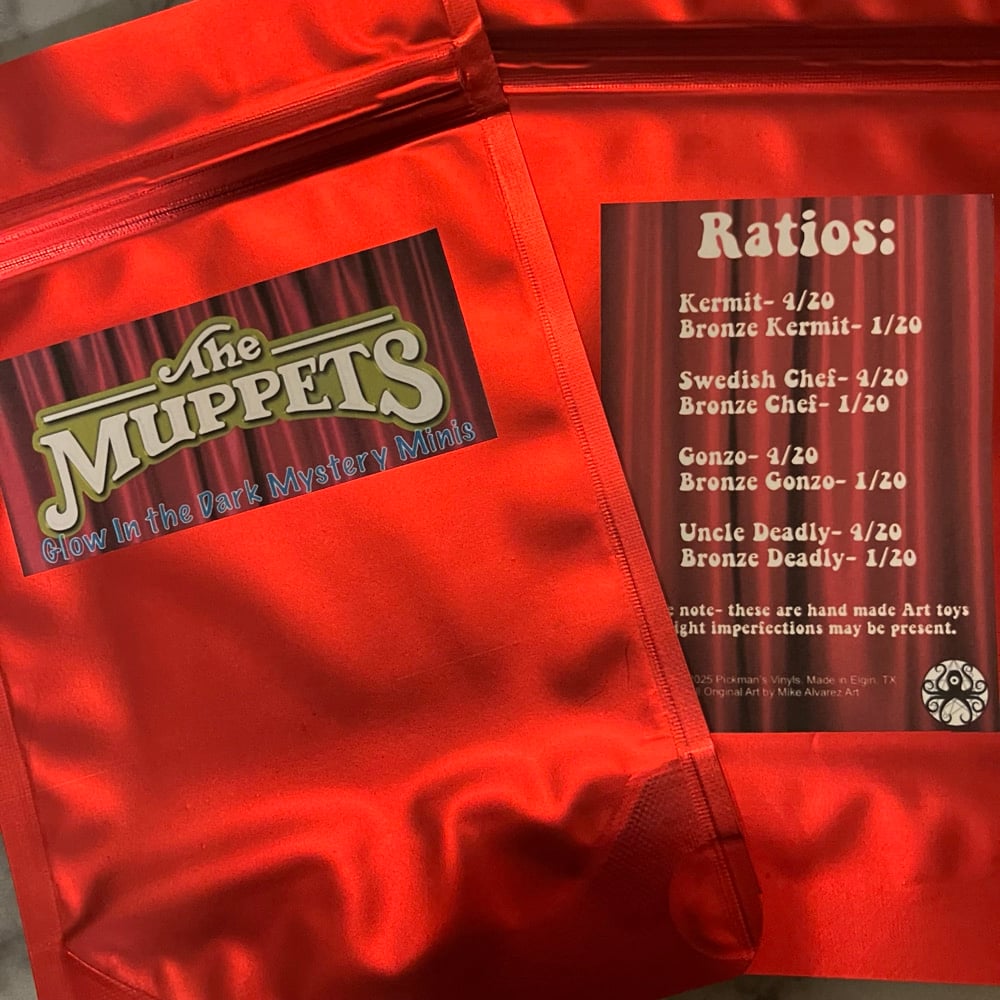 The
MUPPETS
Glow In the Dark Mystery Minis
Ratios:
Kermit- 4/20
Bronze Kermit- 1/20
Swedish Chef- 4/20
Bronze Chef- 1/20
Gonzo- 4/20
Bronze Gonzo- 1/20
Uncle Deadly- 4/20
Bronze Deadly- 1/20
note- these are hand made Art toys
imperfections may be present.
2025 Pickman's Vinyls. Made in Elgin, TX
Original Art by Mike Alvarez Art